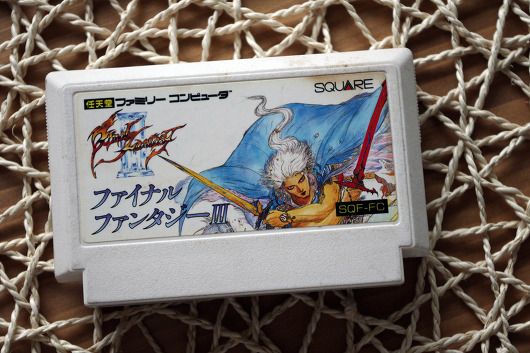 任天堂 ファミリー コンピュータ
SQUARE
III
Final Fantasy
ファイナル
ファンタジーIII
SQF-FC